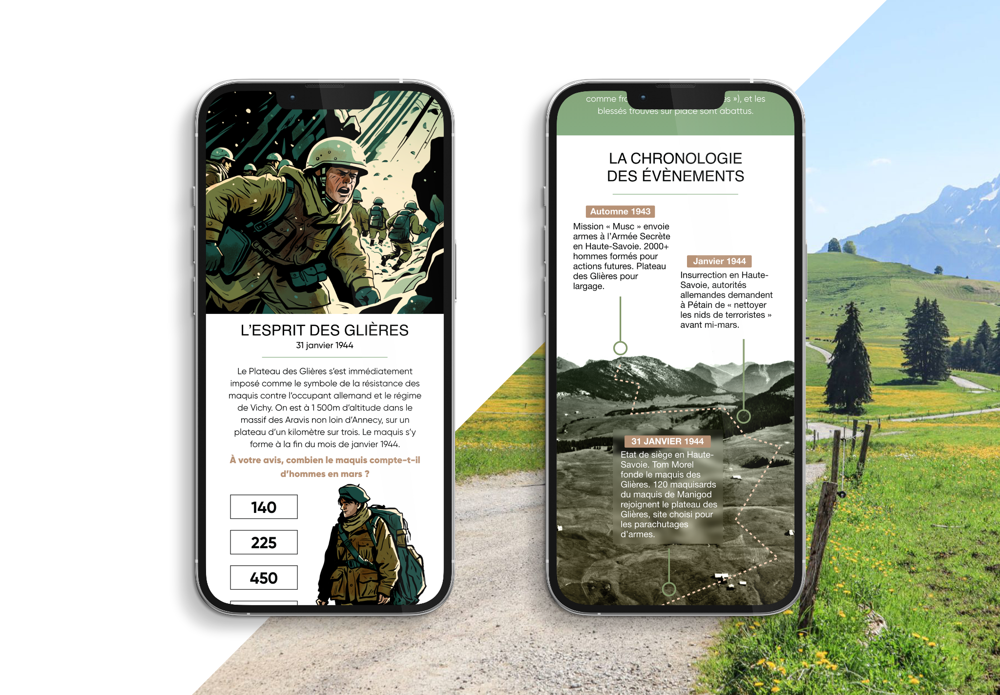 L'ESPRIT DES GLIÈRES
31 janvier 1944
Le Plateau des Glières s'est immédiatement
imposé comme le symbole de la résistance des
maquis contre l'occupant allemand et le régime
de Vichy. On est à 1 500m d'altitude dans le
massif des Aravis non loin d'Annecy, sur un
plateau d'un kilomètre sur trois. Le maquis s'y
forme à la fin du mois de janvier 1944.
À votre avis, combien le maquis compte-t-il
d'hommes en mars ?
140
225
450
comme et les
blessés trouvés sur place sont abattus.
LA CHRONOLOGIE
DES ÉVÈNEMENTS
Automne 1943
Mission « Musc » envoie
armes à l'Armée Secrète
en Haute-Savoie. 2000+
hommes formés pour
actions futures. Plateau
des Glières pour
largage.
Janvier 1944
Insurrection en Haute-
Savoie, autorités
allemandes demandent
à Pétain de « nettoyer
les nids de terroristes »
avant mi-mars.
31 JANVIER 1944
Etat de siège en Haute-
Savoie. Tom Morel
fonde le maquis des
Glières. 120 maquisards
du maquis de Manigod
rejoignent le plateau des
Glières, site choisi pour
les parachutages
d'armes.